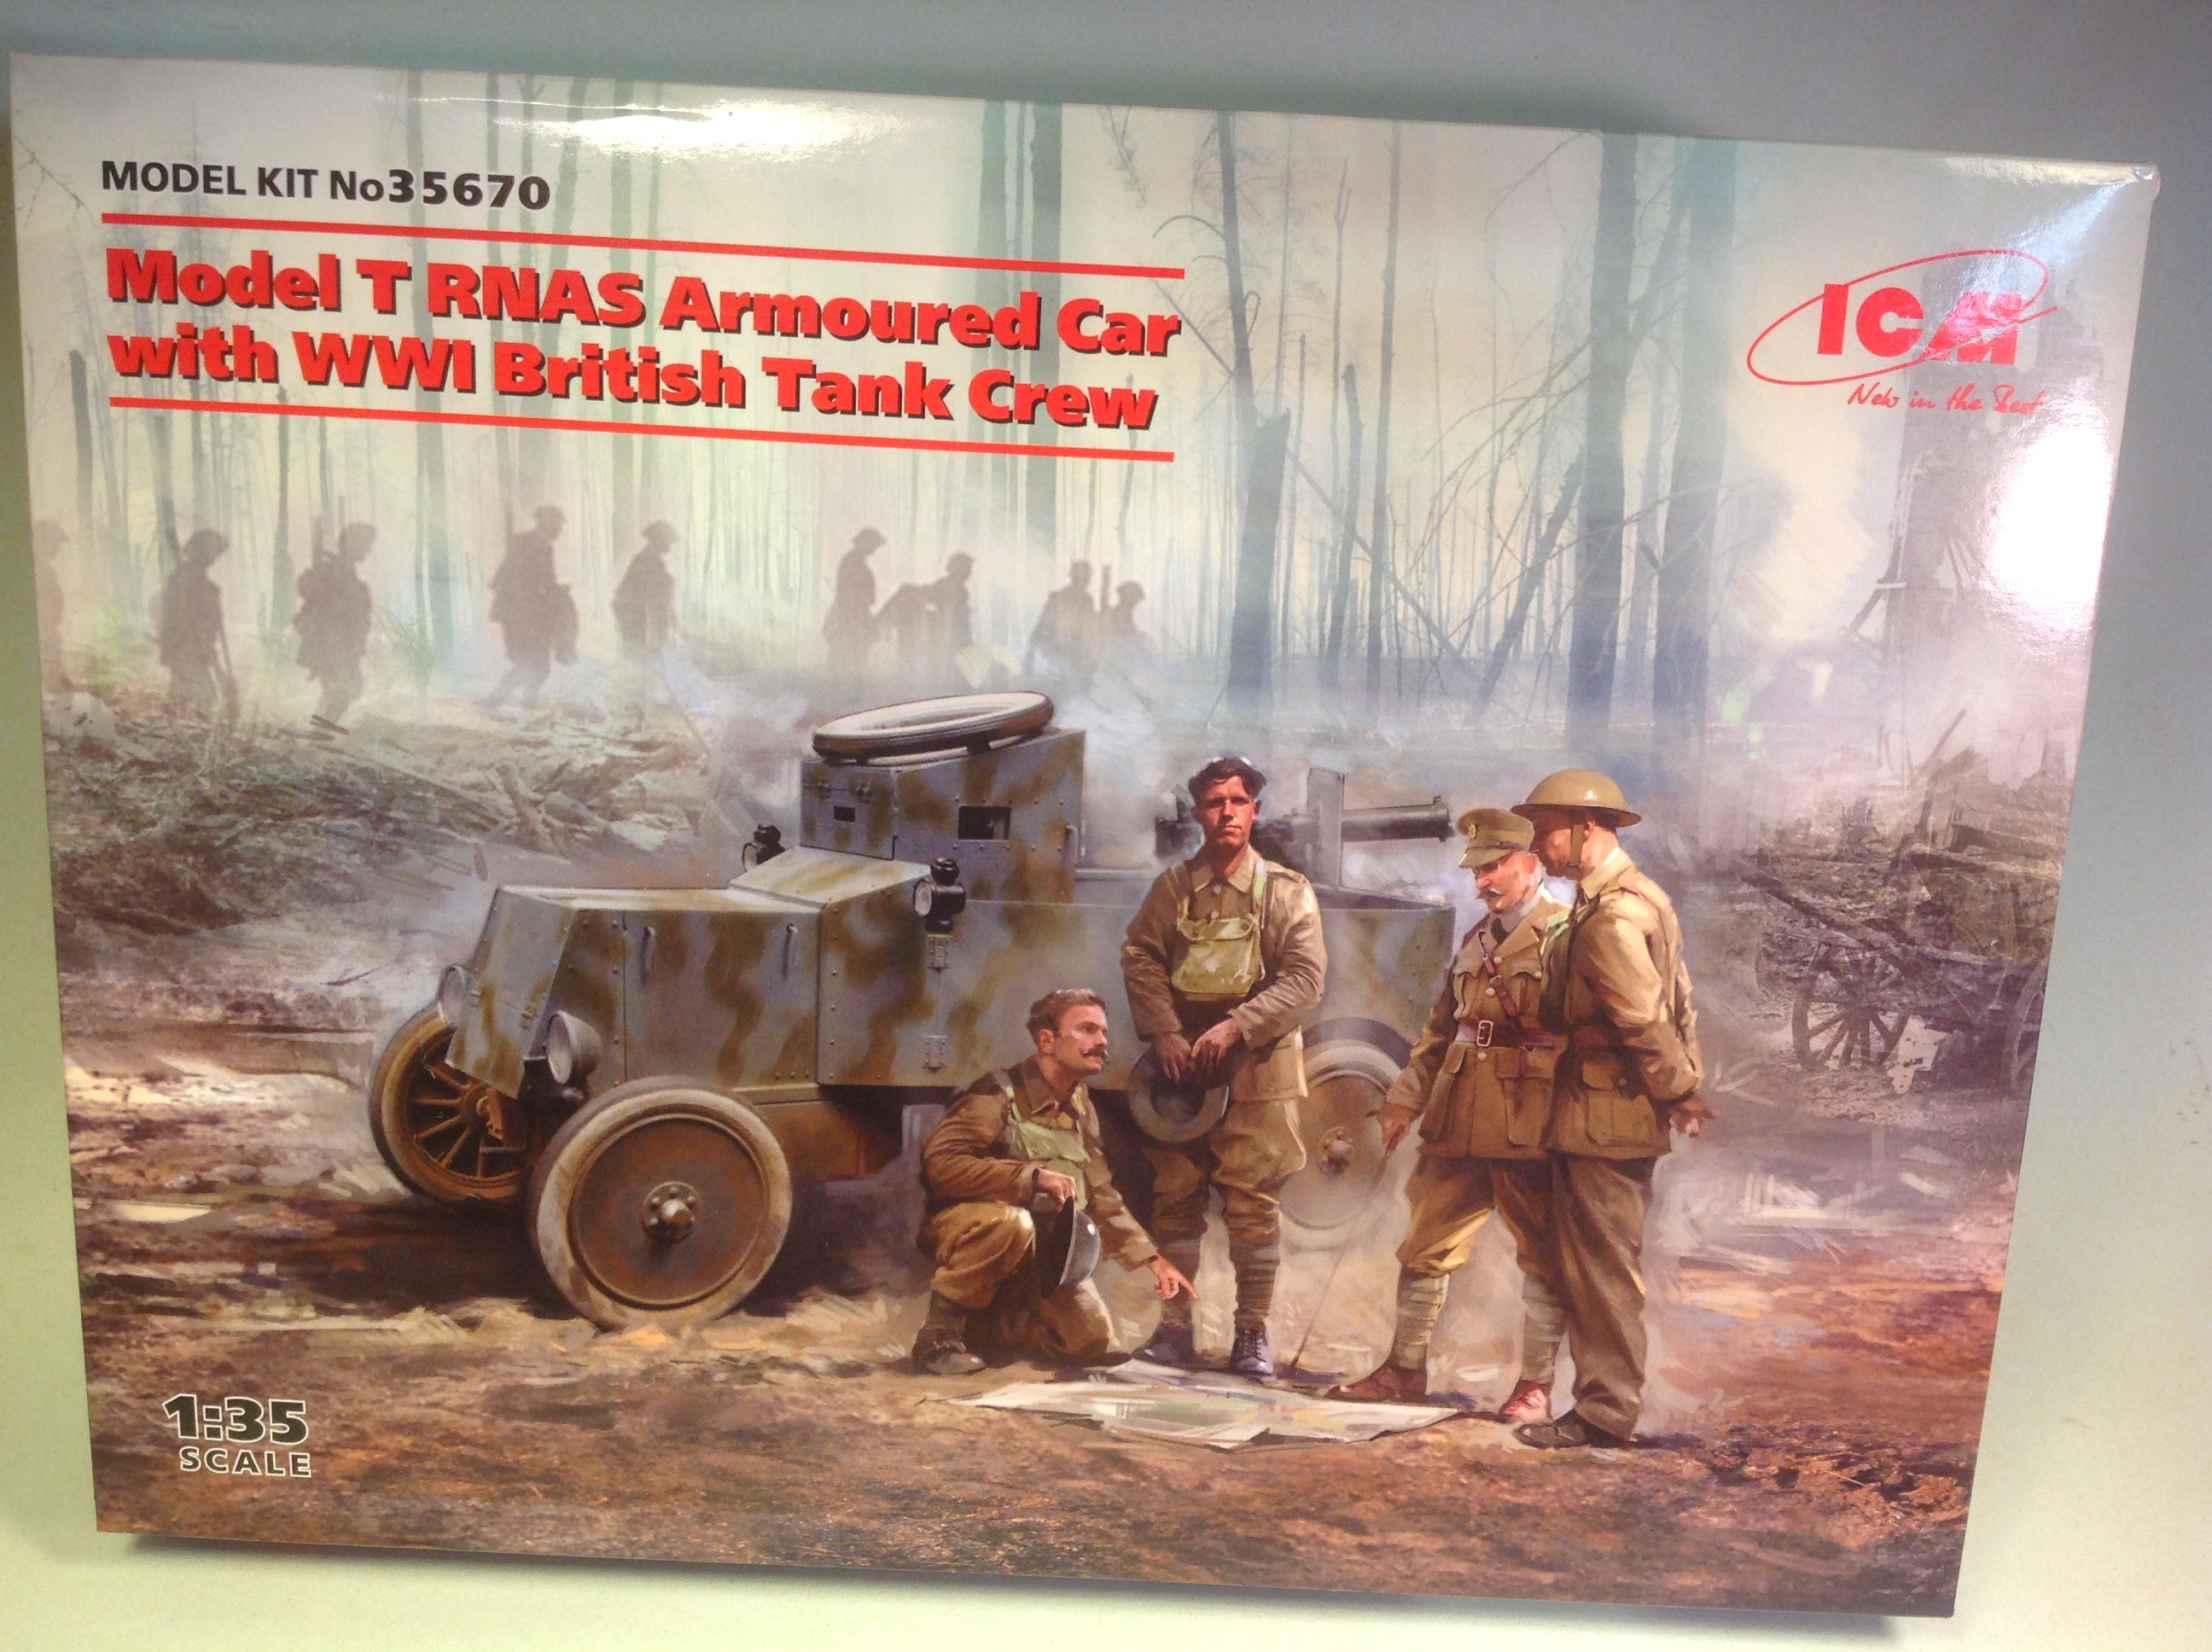 MODEL KIT No35670
Model T RNAS Armoured Car
with WWI British Tank Crew
ICM
New in the Best
1:35
SCALE